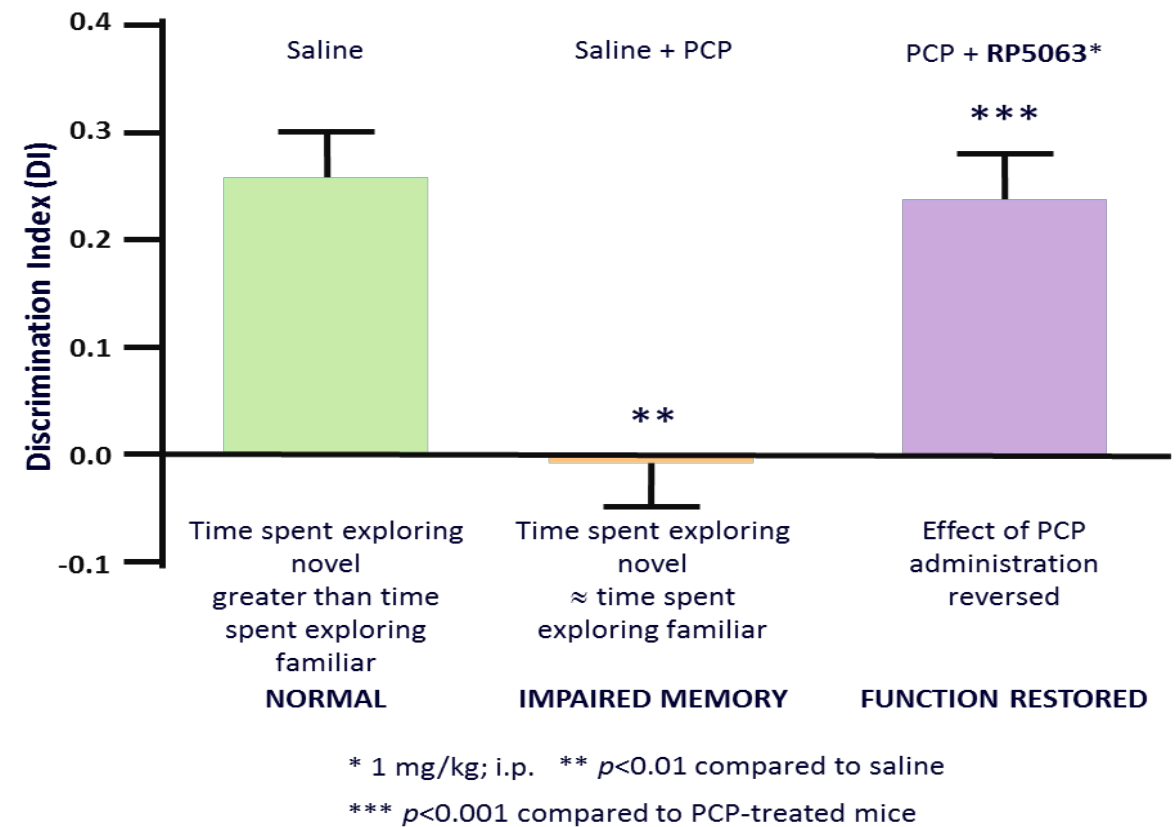 Saline
Saline + PCP
PCP + RP5063*
***
**
Discrimination Index (DI)
0.4
0.3
0.2
0.1
0.0
-0.1
Time spent exploring
novel
greater than time
spent exploring
familiar
NORMAL
Time spent exploring
novel
≈ time spent
exploring familiar
IMPAIRED MEMORY
Effect of PCP
administration
reversed
FUNCTION RESTORED
* 1 mg/kg; i.p. ** p<0.01 compared to saline
*** p<0.001 compared to PCP-treated mice